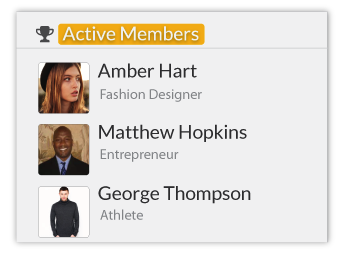 Active Members
Amber Hart
Fashion Designer
Matthew Hopkins
Entrepreneur
George Thompson
Athlete